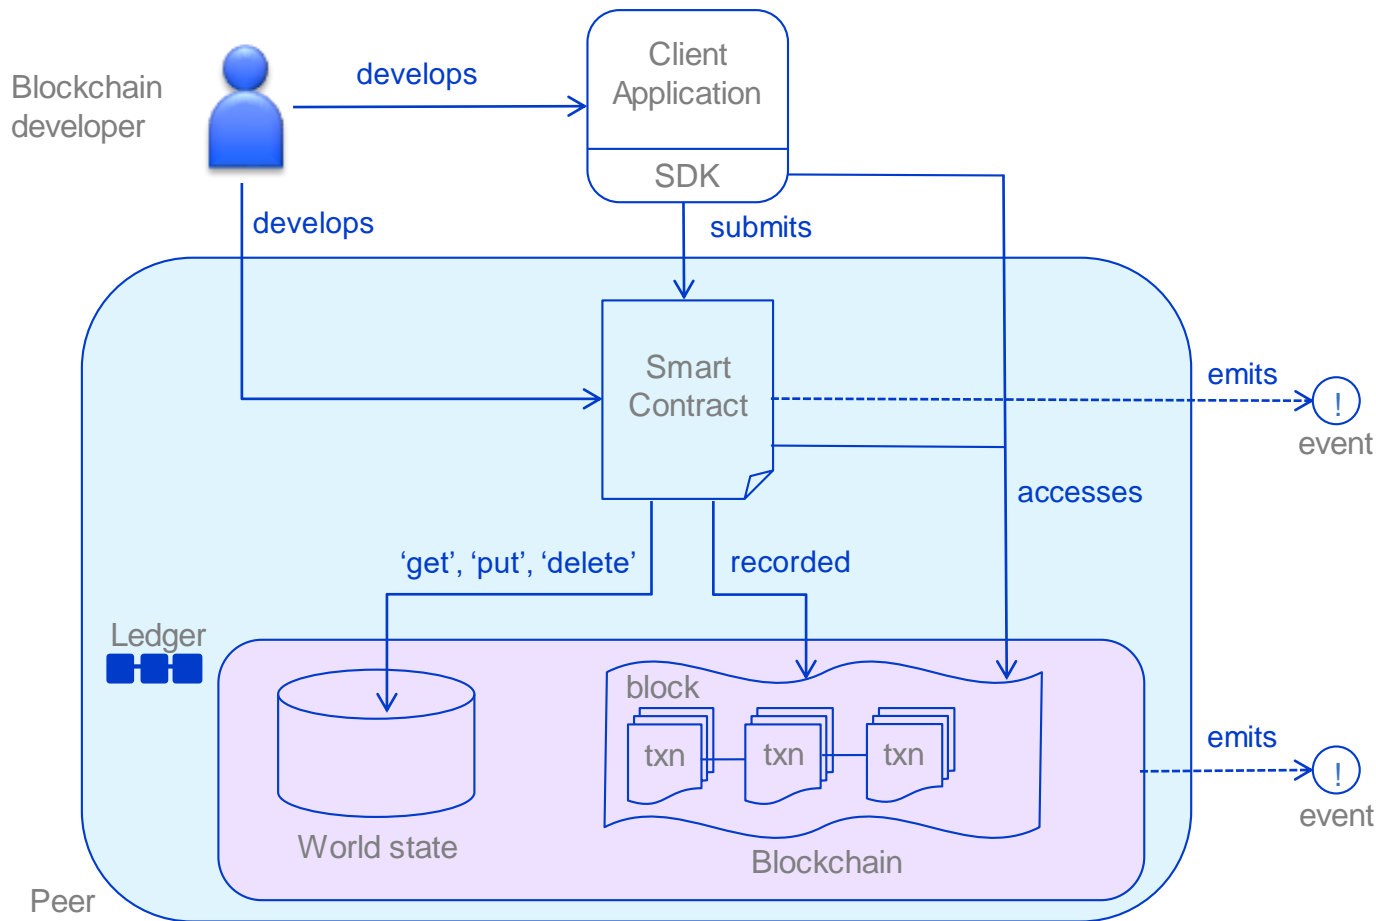 Client
Application
develops
Blockchain
developer
SDK
develops
submits
Smart
Contract
emits
!
event
accesses
‘get’, ‘put’, ‘delete’
recorded
Ledger
block
txn
txn
txn
emits
!
event
World state
Blockchain
Peer